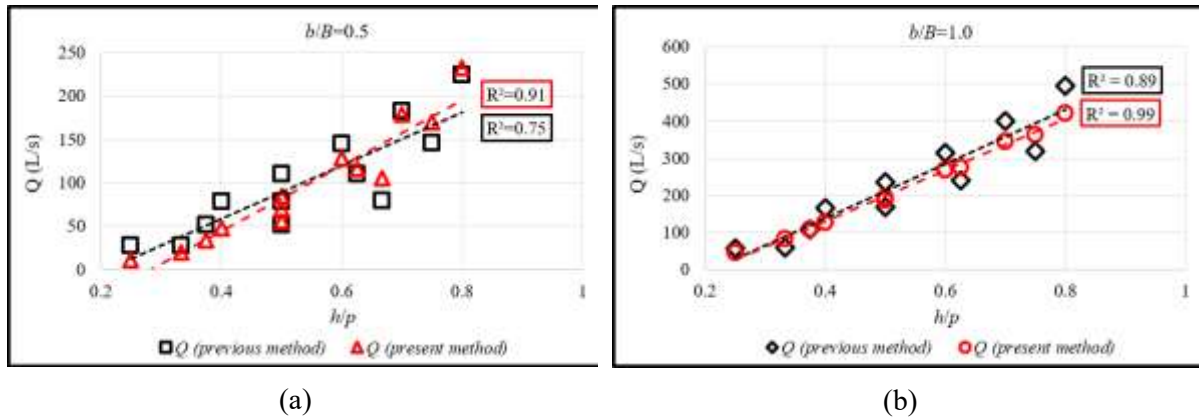 b/B=0.5
250
200
150
100
50
0
Q (L/s)
R²=0.91
R²=0.75
0.2 0.4 0.6 0.8 1
h/p
Q (previous method) Q (present method)
(a)
b/B=1.0
600
500
400
300
200
100
0
Q (L/s)
R² = 0.89
R² = 0.99
0.2 0.4 0.6 0.8 1
h/p
Q (previous method) Q (present method)
(b)